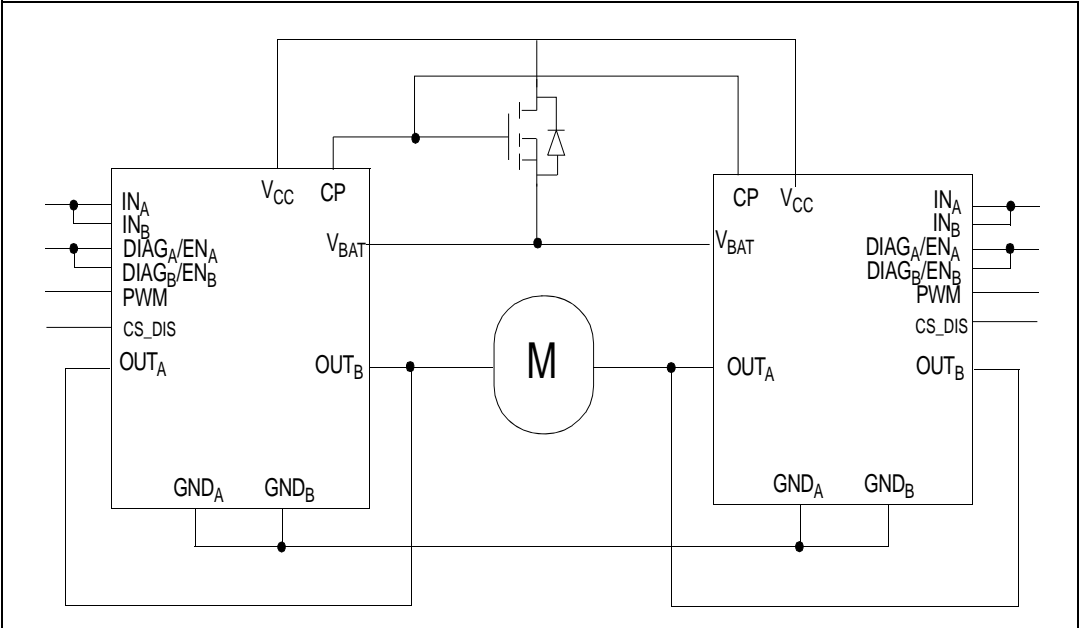 V_CC CP
IN_A
IN_B
DIAG_A/EN_A
DIAG_B/EN_B
PWM
CS_DIS
OUT_A
V_BAT
OUT_B
GND_A GND_B
M
CP V_CC
V_BAT
OUT_A
IN_A
IN_B
DIAG_A/EN_A
DIAG_B/EN_B
PWM
CS_DIS
OUT_B
GND_A GND_B